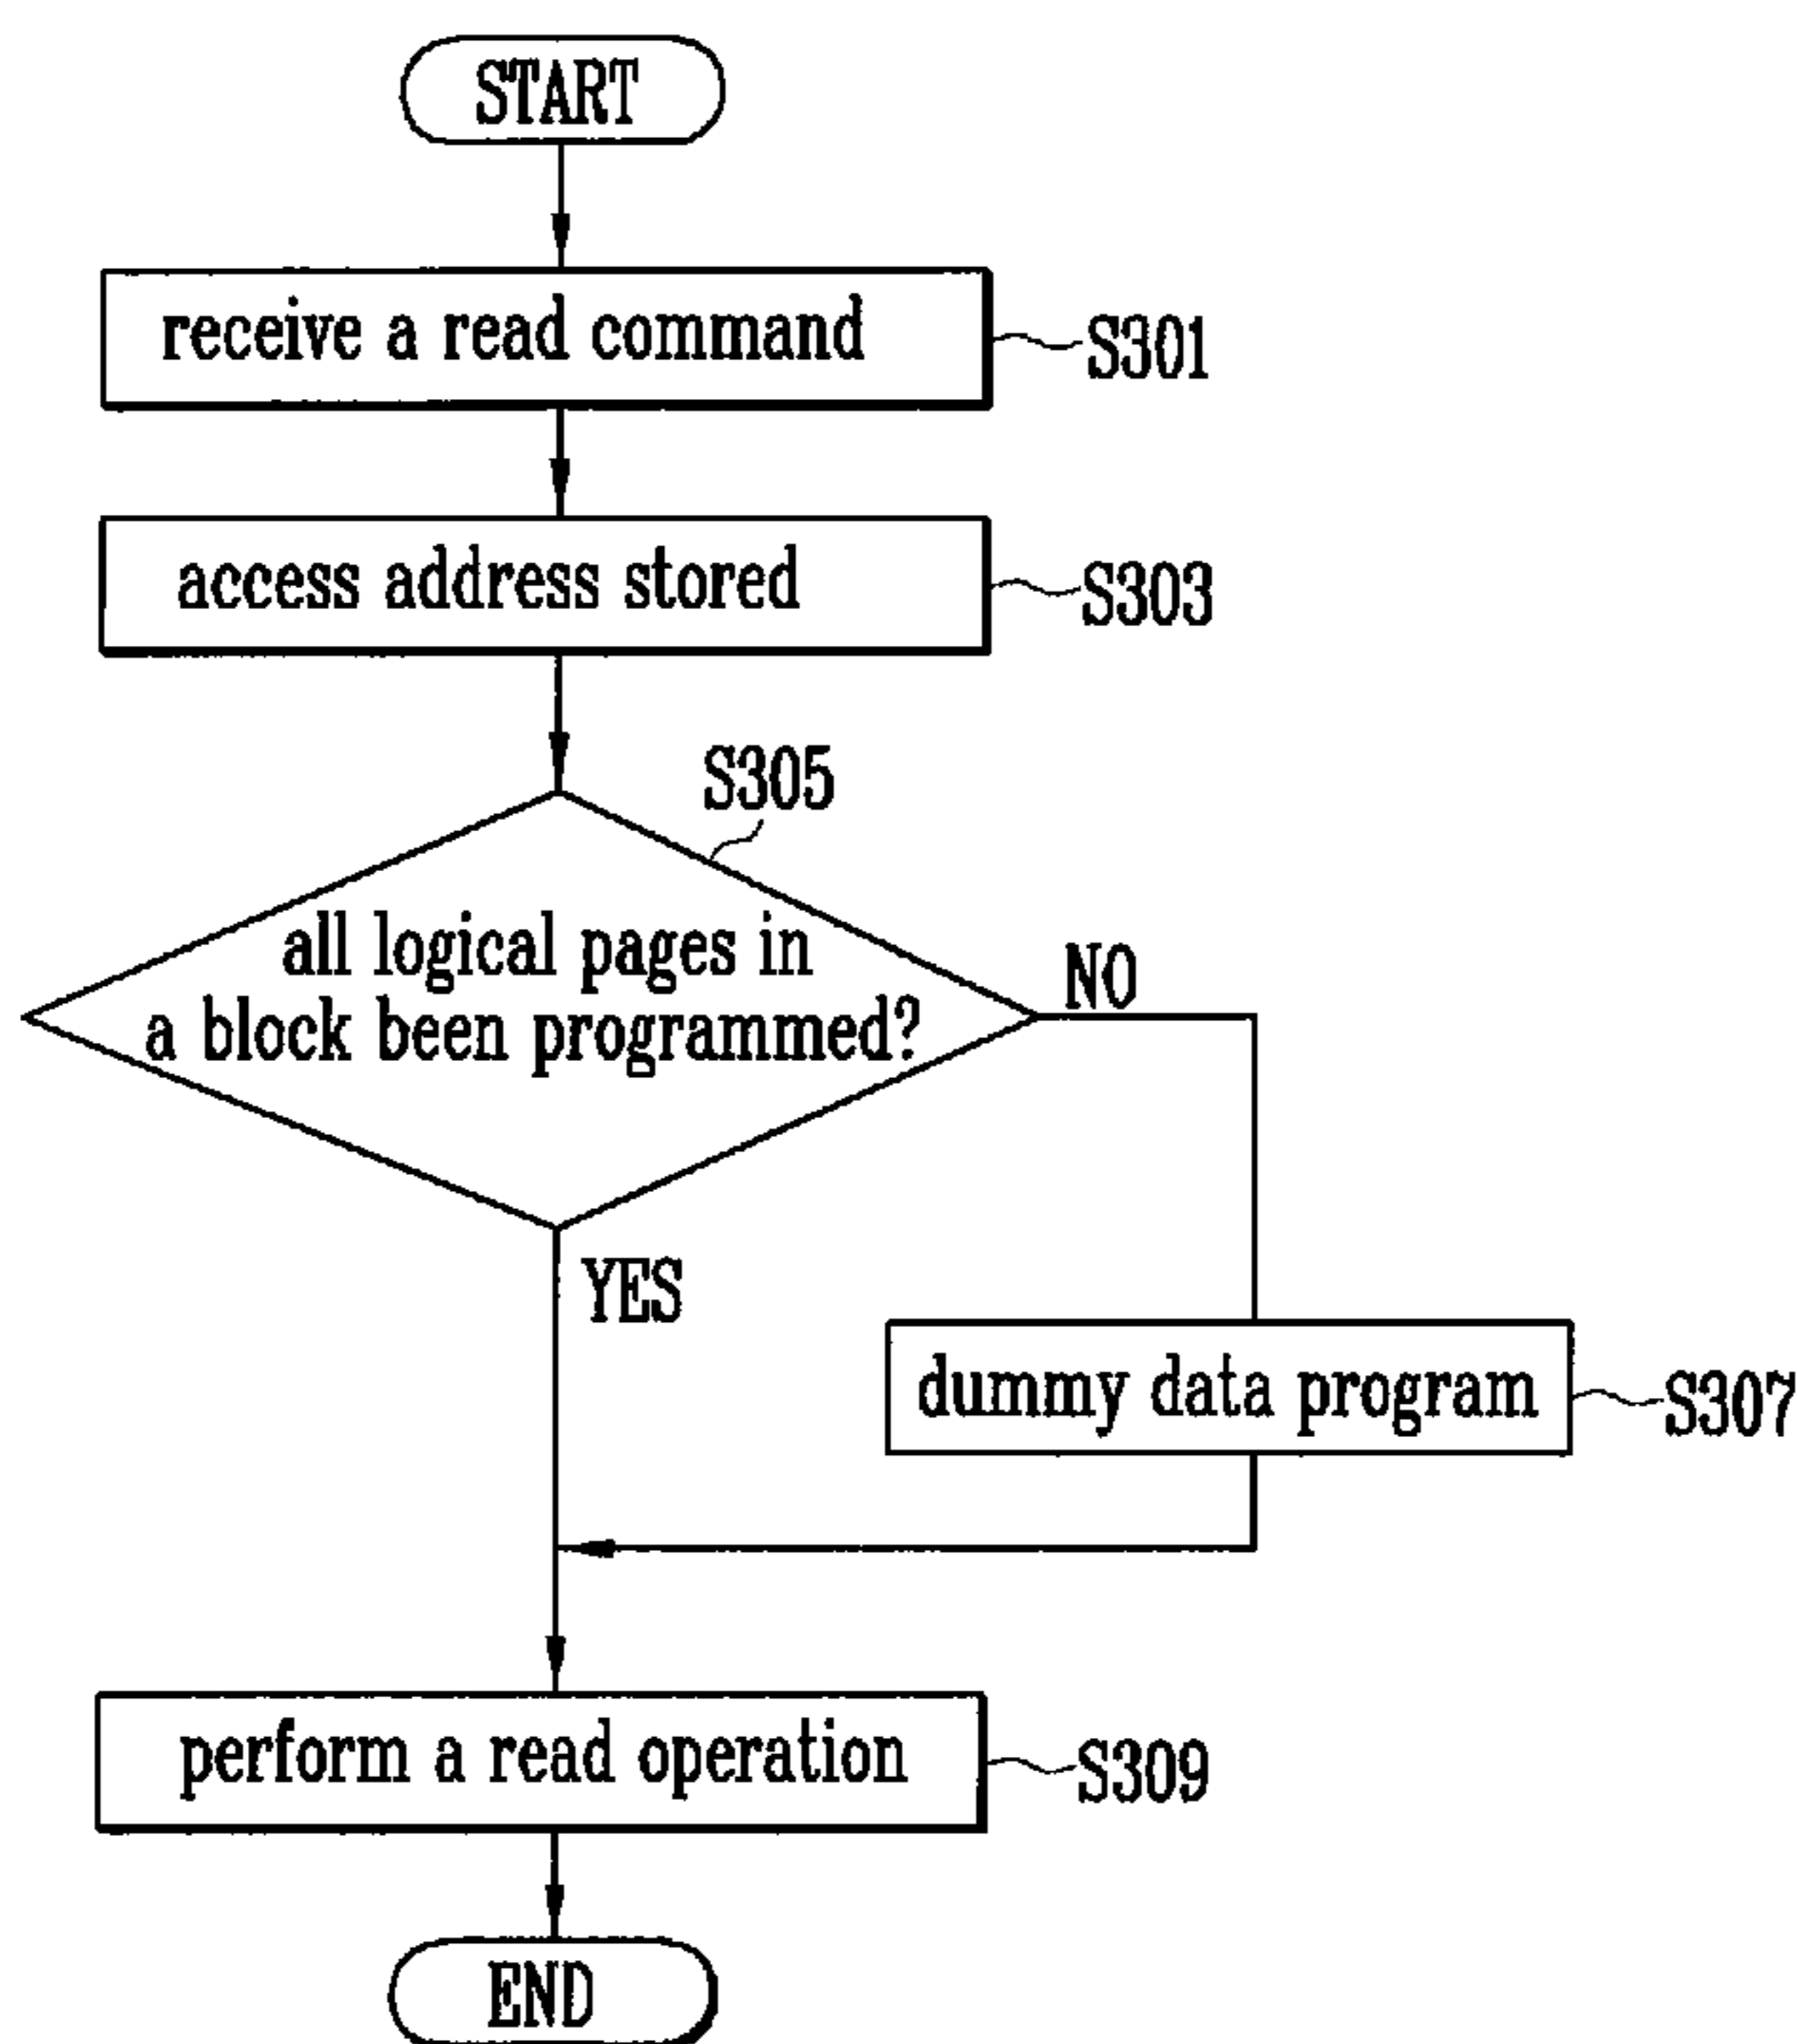 START
receive a read command
S301
access address stored
S303
S305
all logical pages in
a block been programmed?
NO
YES
dummy data program
S307
perform a read operation
S309
END